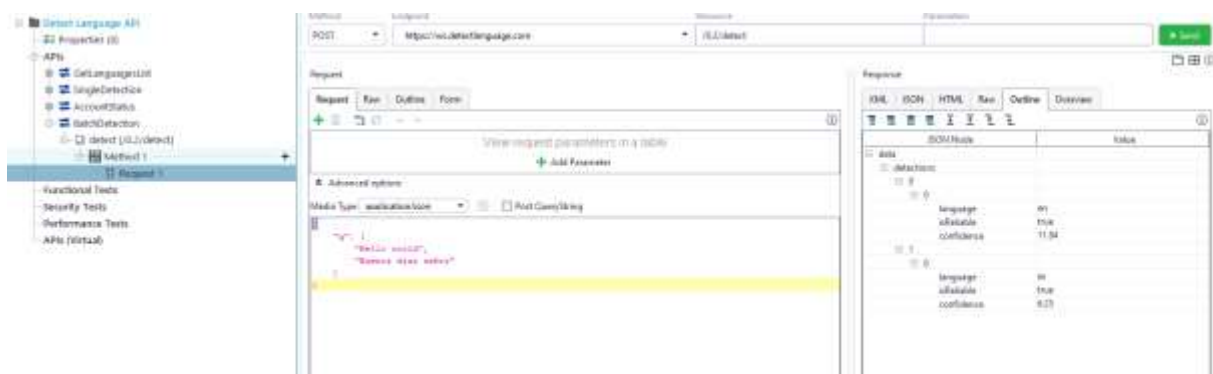 Detect Language API
Properties (0)
APIs
GetLanguagesList
SingleDetection
AccountStatus
BatchDetection
detect [/0.2/detect]
Method 1
Request 1
Functional Tests
Security Tests
Performance Tests
APIs (Virtual)
Method
Endpoint
Resource
Parameters
POST
https://ws.detectlanguage.com
/0.2/detect
Send
Request
Request Raw Outline Form
View request parameters in a table
Add Parameter
Advanced options
Media Type application/json Post QueryString
{
"q": [
"Hello world",
"Buenos dias
]
Response
XML JSON HTML Raw Outline Overview
JSON Node Value
data
detections
0
0
language en
isReliable true
confidence 11.94
1
0
language
isReliable true
confidence